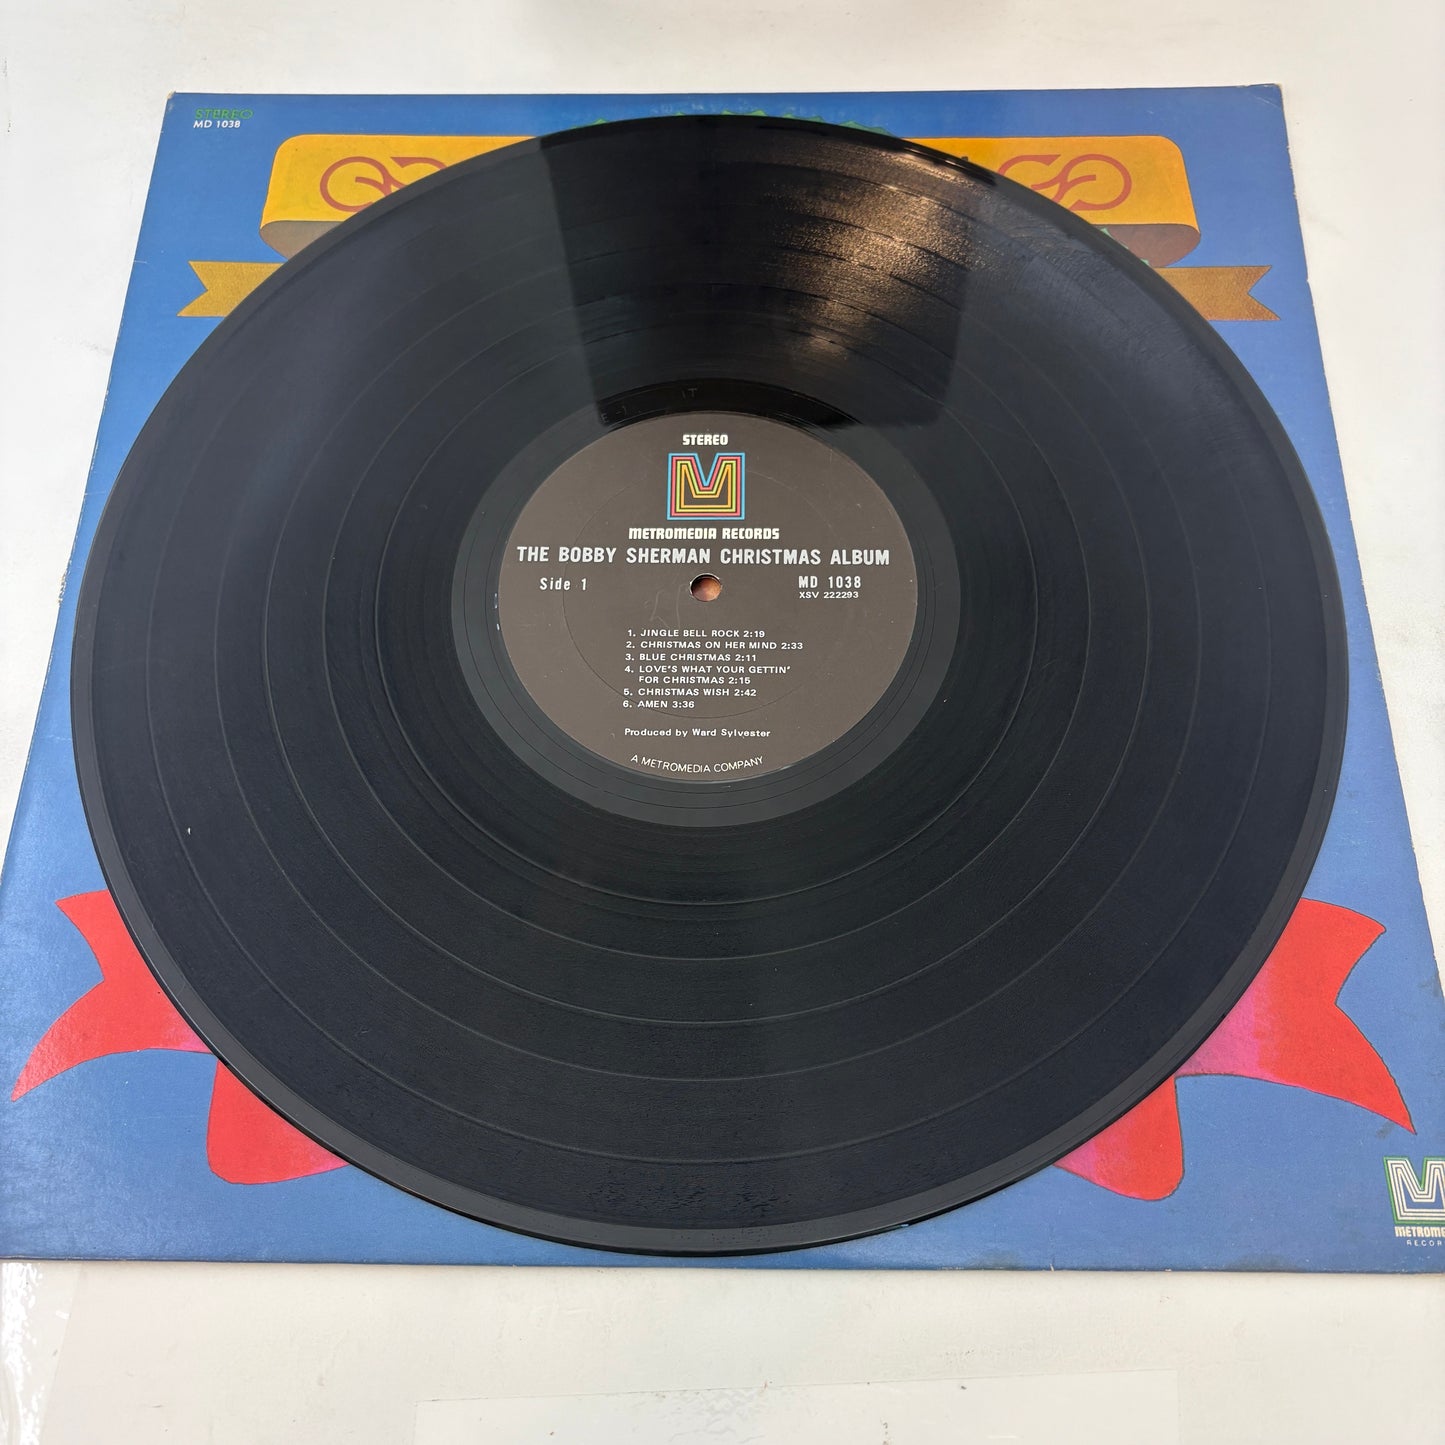 STEREO
MD 1038
STEREO
METROMEDIA RECORDS
THE BOBBY SHERMAN CHRISTMAS ALBUM
Side 1
MD 1038
XSV 222293
1. JINGLE BELL ROCK 2:19
2. CHRISTMAS ON HER MIND 2:33
3. BLUE CHRISTMAS 2:11
4. LOVE'S WHAT YOUR GETTIN'
FOR CHRISTMAS 2:15
5. CHRISTMAS WISH 2:42
6. AMEN 3:36
Produced by Ward Sylvester
A METROMEDIA COMPANY